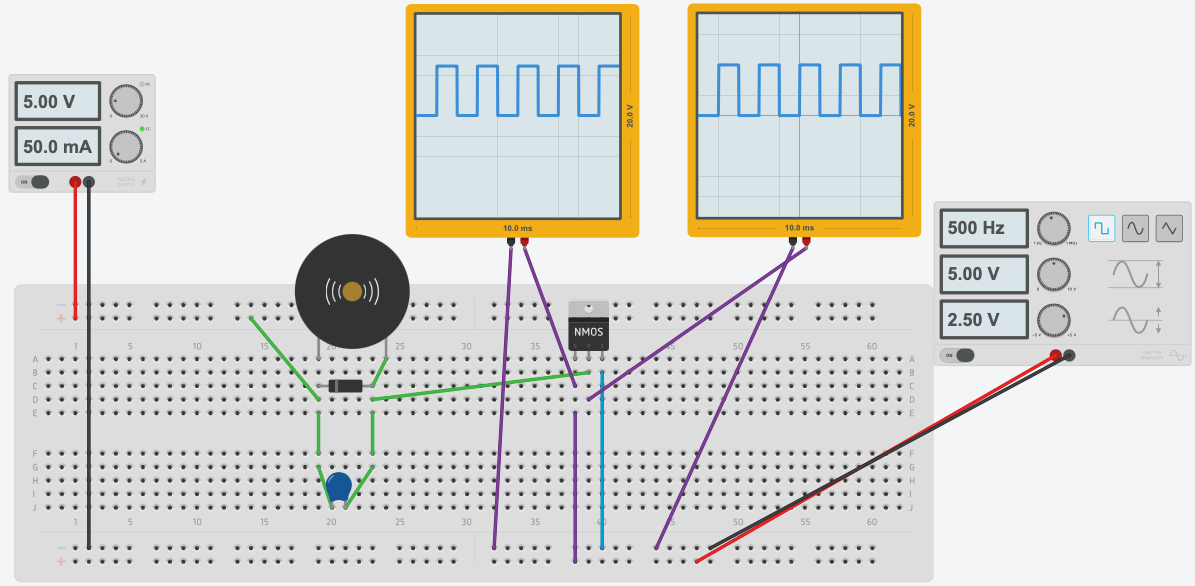 5.00 V
50.0 mA
ON
20.0 V
10.0 ms
20.0 V
10.0 ms
500 Hz
5.00 V
2.50 V
ON
NMOS
1 5 10 15 20 25 30 35 45 50 55 60
A A
B B
C C
D D
E E
F F
G G
H H
I I
J J
1 5 10 15 20 25 30 35 40 45 50 55 60